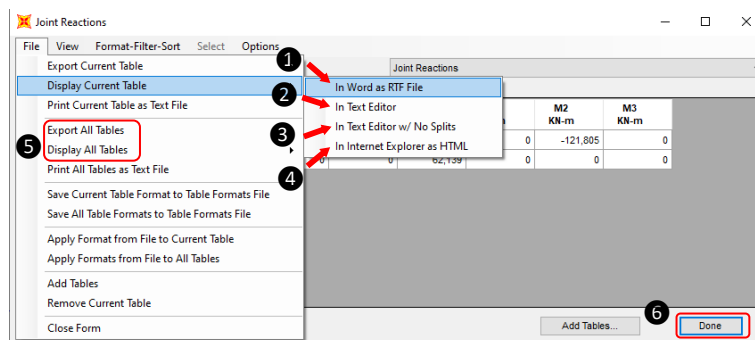 Joint Reactions
File View Format-Filter-Sort Select Options
Export Current Table
Display Current Table
Print Current Table as Text File
Export All Tables
Display All Tables
Print All Tables as Text File
Save Current Table Format to Table Formats File
Save All Table Formats to Table Formats File
Apply Format from File to Current Table
Apply Formats from File to All Tables
Add Tables
Remove Current Table
Close Form
1
2
3
4
5
Joint Reactions
In Word as RTF File
In Text Editor
In Text Editor w/ No Splits
In Internet Explorer as HTML
M2 M3
KN-m KN-m
0 -121,805 0
0 0 62,139 0 0 0
6
Add Tables... Done